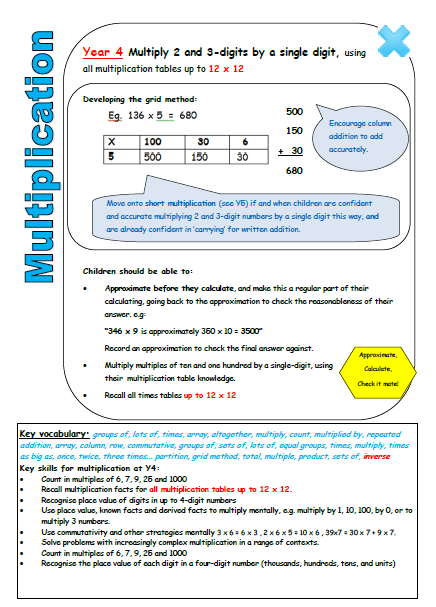 Multiplication
Year 4 Multiply 2 and 3-digits by a single digit, using
all multiplication tables up to 12 x 12
Developing the grid method:
Eg. 136 x 5 = 680
X 100 30 6
5 500 150 30
500
150
+ 30
680
Encourage column
addition to add
accurately.
Move onto short multiplication (see Y5) if and when children are confident
and accurate multiplying 2 and 3-digit numbers by a single digit this way, and
are already confident in 'carrying' for written addition.
Children should be able to:
• Approximate before they calculate, and make this a regular part of their
calculating, going back to the approximation to check the reasonableness of their
answer. e.g:
"346 x 9 is approximately 350 x 10 = 3500"
Record an approximation to check the final answer against.
• Multiply multiples of ten and one hundred by a single-digit, using
their multiplication table knowledge.
• Recall all times tables up to 12 x 12
Approximate,
Calculate,
Check it mate!
Key vocabulary: groups of, lots of, times, array, altogether, multiply, count, multiplied by, repeated
addition, array, column, row, commutative, groups of, sets of, lots of, equal groups, times, multiply, times
as big as, once, twice, three times... partition, grid method, total, multiple, product, sets of, inverse
Key skills for multiplication at Y4:
• Count in multiples of 6, 7, 9, 25 and 1000
• Recall multiplication facts for all multiplication tables up to 12 x 12.
• Recognise place value of digits in up to 4-digit numbers
• Use place value, known facts and derived facts to multiply mentally, e.g. multiply by 1, 10, 100, by 0, or to
multiply 3 numbers.
• Use commutativity and other strategies mentally 3 x 6 = 6 x 3 , 2 x 6 x 5 = 10 x 6 , 39x7 = 30 x 7 + 9 x 7.
• Solve problems with increasingly complex multiplication in a range of contexts.
• Count in multiples of 6, 7, 9, 25 and 1000
• Recognise the place value of each digit in a four-digit number (thousands, hundreds, tens, and units)